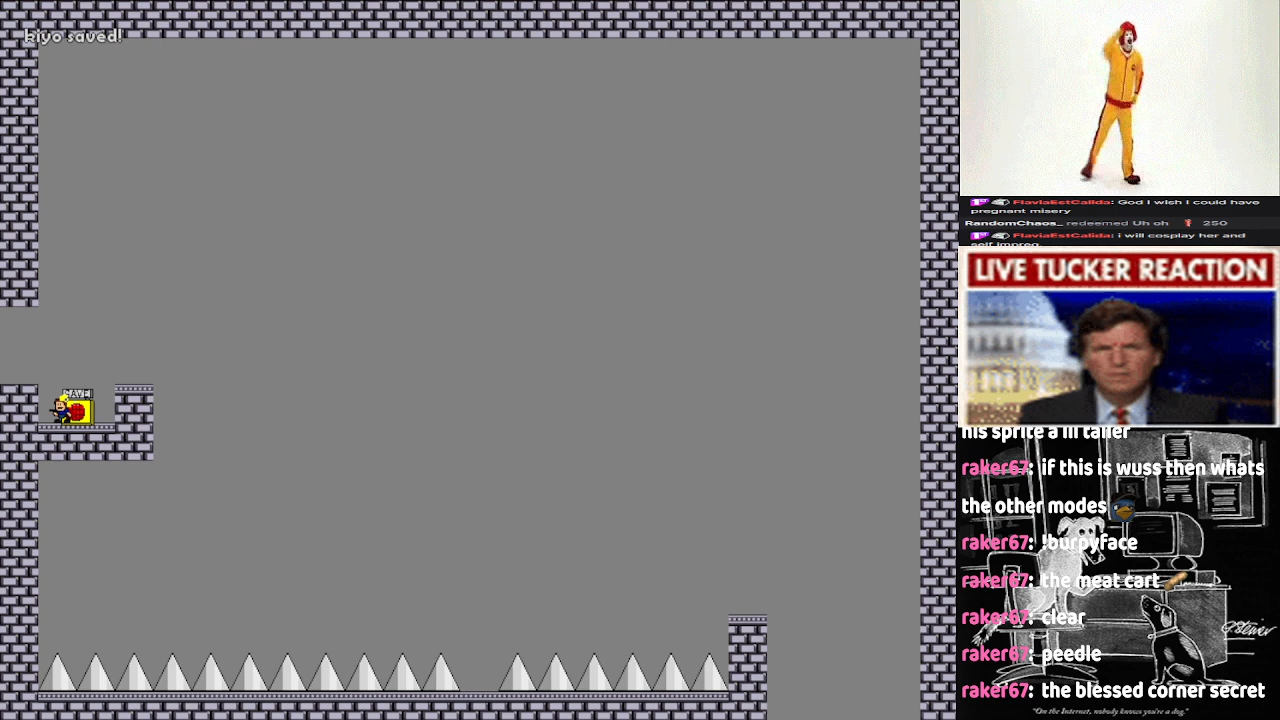 kiyo saved!
SAVE
FlaviaEstCalida: God I wish I could have
pregnant misery
RandomChaos_ redeemed Uh oh 250
FlaviaEstCalida: i will cosplay her and
self impreg
LIVE TUCKER REACTION
his sprite a lil taller
raker67: if this is wuss then whats
the other modes
raker67: !burpyface
raker67: the meat cart
raker67: clear
raker67: peedle
raker67: the blessed corner secret
"On the Internet, nobody knows you're a dog."